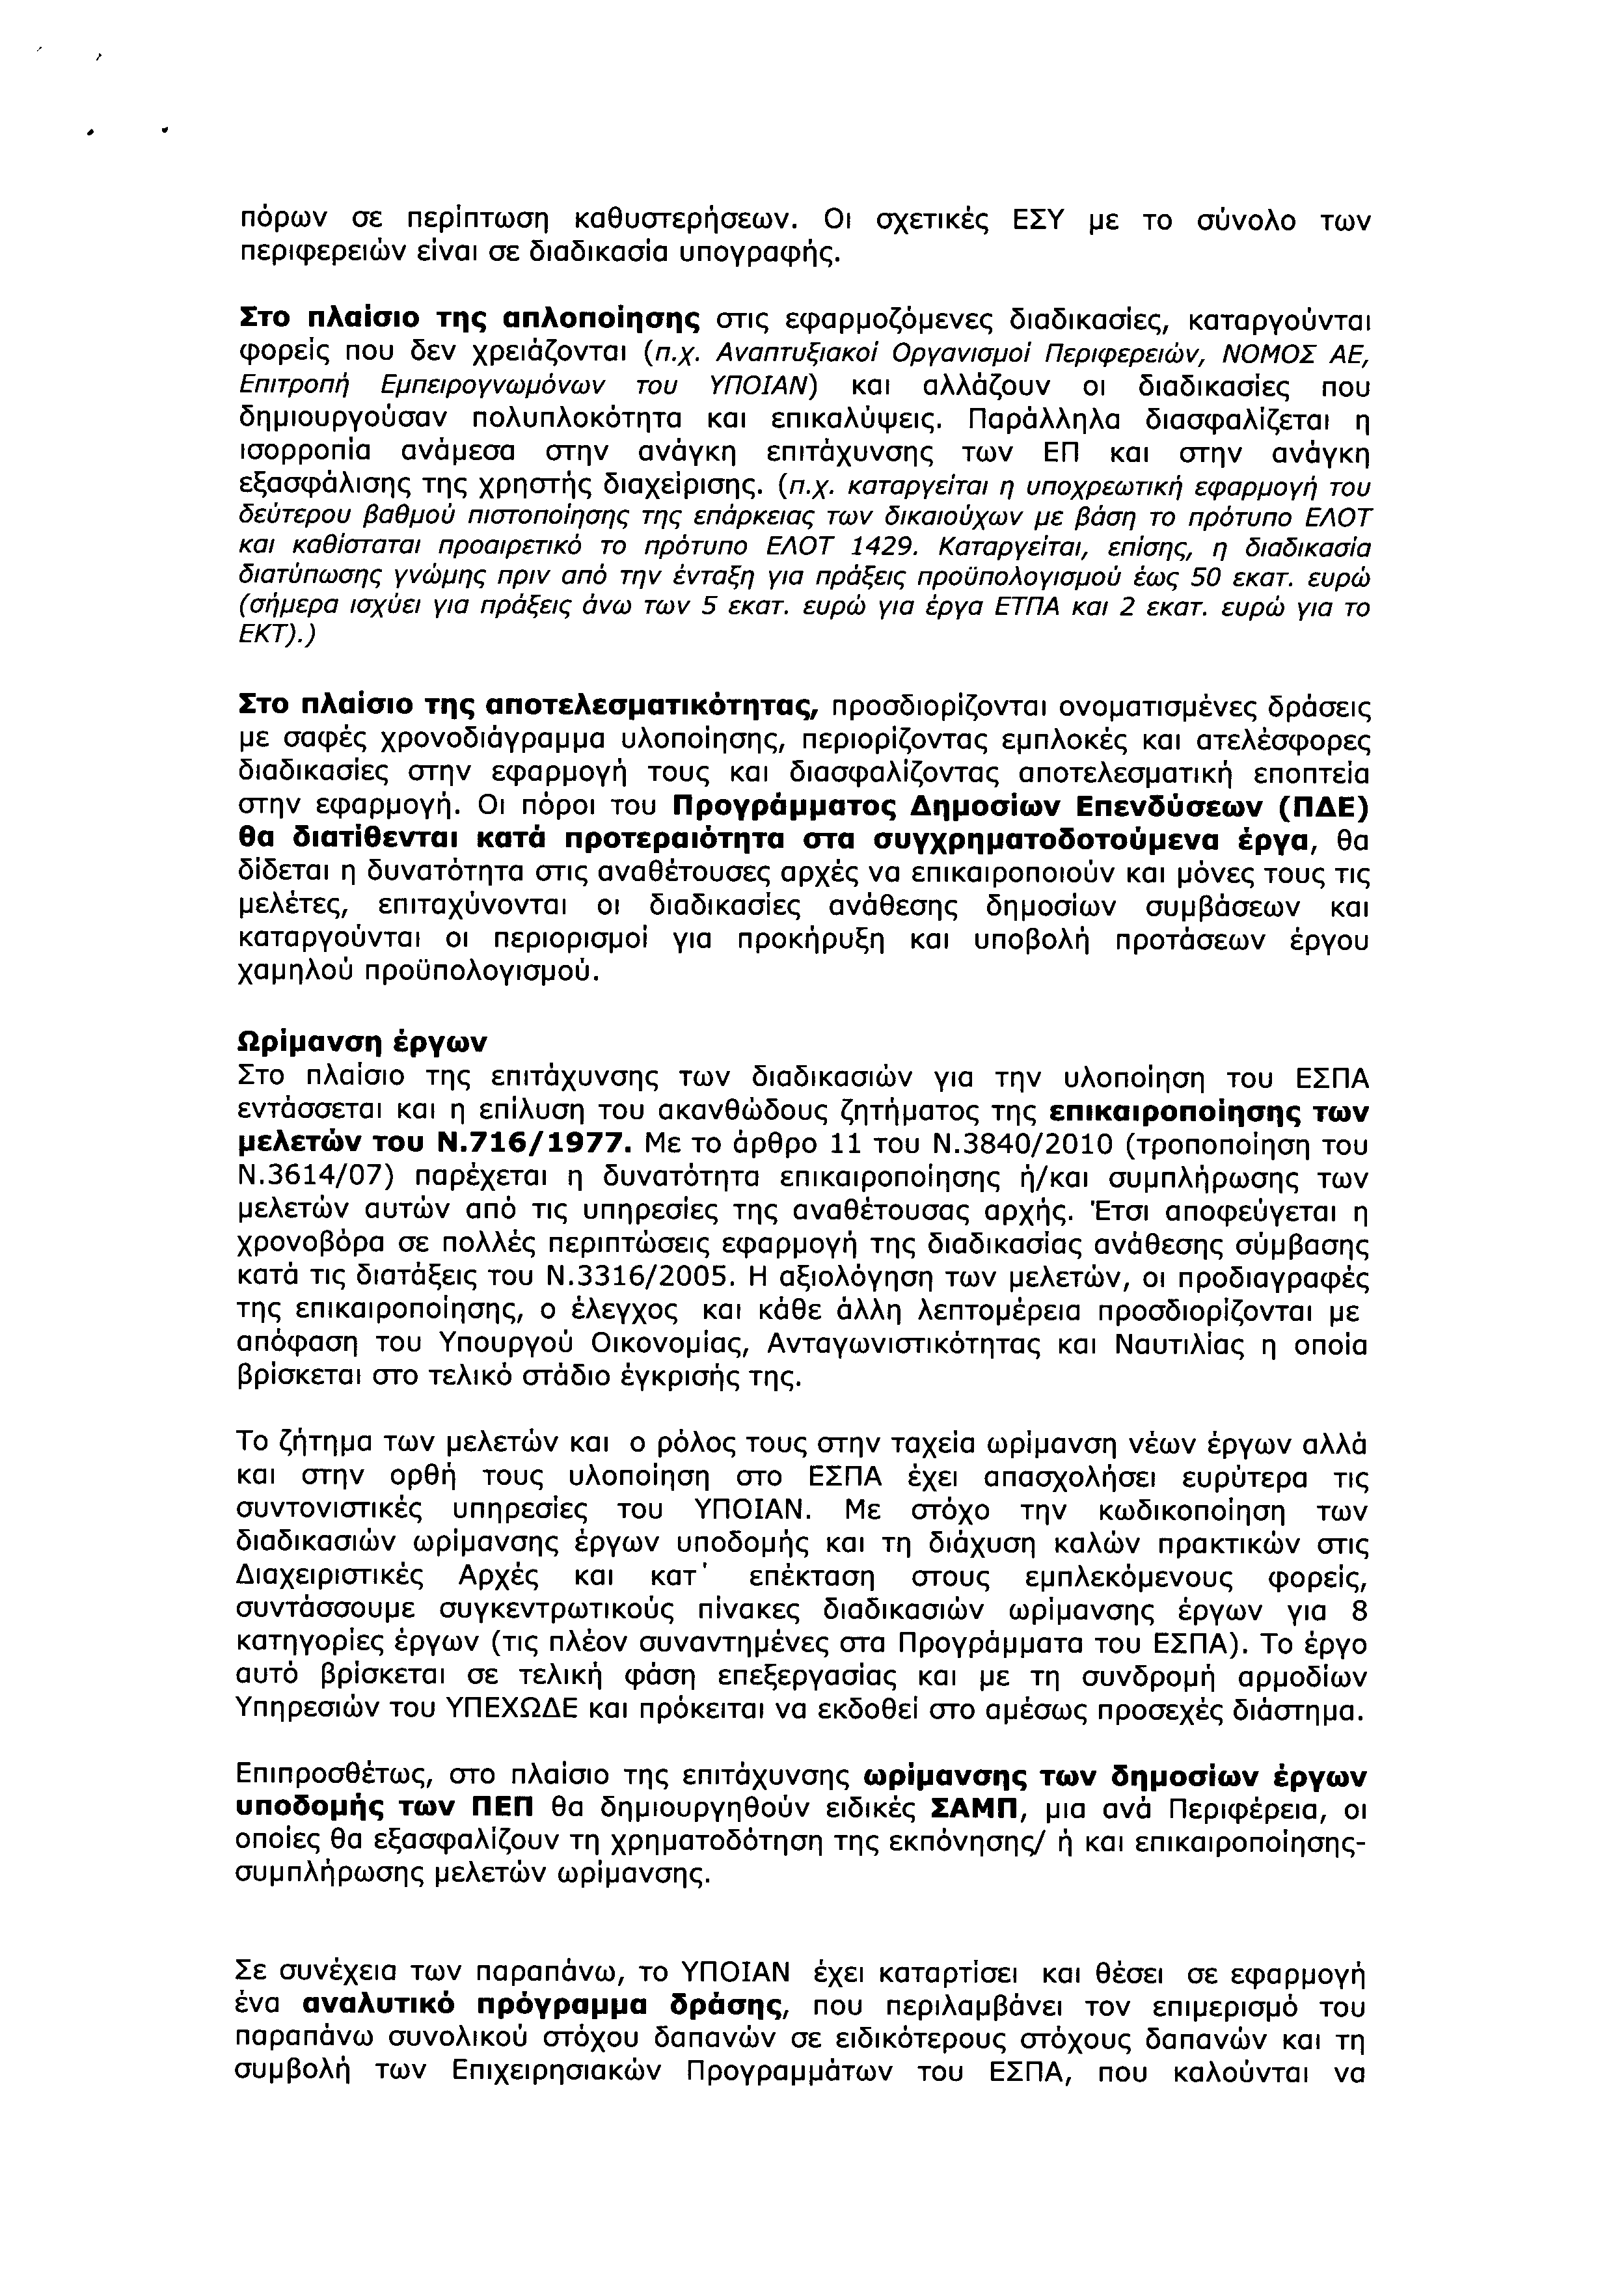 πόρων σε περίπτωση καθυστερήσεων. Οι σχετικές ΕΣΥ με το σύνολο των
περιφερειών είναι σε διαδικασία υπογραφής.
Στο πλαίσιο της απλοποίησης στις εφαρμοζόμενες διαδικασίες, καταργούνται
φορείς που δεν χρειάζονται (π.χ. Αναπτυξιακοί Οργανισμοί Περιφερειών, ΝΟΜΟΣ ΑΕ,
Επιτροπή Εμπειρογνωμόνων του ΥΠΟΙΑΝ) και αλλάζουν οι διαδικασίες που
δημιουργούσαν πολυπλοκότητα και επικαλύψεις. Παράλληλα διασφαλίζεται η
ισορροπία ανάμεσα στην ανάγκη επιτάχυνσης των ΕΠ και στην ανάγκη
εξασφάλισης της χρηστής διαχείρισης. (π.χ. καταργείται η υποχρεωτική εφαρμογή του
δεύτερου βαθμού πιστοποίησης της επάρκειας των δικαιούχων με βάση το πρότυπο ΕΛΟΤ
και καθίσταται προαιρετικό το πρότυπο ΕΛΟΤ 1429. Καταργείται, επίσης, η διαδικασία
διατύπωσης γνώμης πριν από την ένταξη για πράξεις προϋπολογισμού έως 50 εκατ. ευρώ
(σήμερα ισχύει για πράξεις άνω των 5 εκατ. ευρώ για έργα ΕΤΠΑ και 2 εκατ. ευρώ για το
ΕΚΤ).)
Στο πλαίσιο της αποτελεσματικότητας, προσδιορίζονται ονοματισμένες δράσεις
με σαφές χρονοδιάγραμμα υλοποίησης, περιορίζοντας εμπλοκές και ατελέσφορες
διαδικασίες στην εφαρμογή τους και διασφαλίζοντας αποτελεσματική εποπτεία
στην εφαρμογή. Οι πόροι του Προγράμματος Δημοσίων Επενδύσεων (ΠΔΕ)
θα διατίθενται κατά προτεραιότητα στα συγχρηματοδοτούμενα έργα, θα
δίδεται η δυνατότητα στις αναθέτουσες αρχές να επικαιροποιούν και μόνες τους τις
μελέτες, επιταχύνονται οι διαδικασίες ανάθεσης δημοσίων συμβάσεων και
καταργούνται οι περιορισμοί για προκήρυξη και υποβολή προτάσεων έργου
χαμηλού προϋπολογισμού.
Ωρίμανση έργων
Στο πλαίσιο της επιτάχυνσης των διαδικασιών για την υλοποίηση του ΕΣΠΑ
εντάσσεται και η επίλυση του ακανθώδους ζητήματος της επικαιροποίησης των
μελετών του Ν.716/1977. Με το άρθρο 11 του Ν.3840/2010 (τροποποίηση του
Ν.3614/07) παρέχεται η δυνατότητα επικαιροποίησης ή/και συμπλήρωσης των
μελετών αυτών από τις υπηρεσίες της αναθέτουσας αρχής. Έτσι αποφεύγεται η
χρονοβόρα σε πολλές περιπτώσεις εφαρμογή της διαδικασίας ανάθεσης σύμβασης
κατά τις διατάξεις του Ν.3316/2005. Η αξιολόγηση των μελετών, οι προδιαγραφές
της επικαιροποίησης, ο έλεγχος και κάθε άλλη λεπτομέρεια προσδιορίζονται με
απόφαση του Υπουργού Οικονομίας, Ανταγωνιστικότητας και Ναυτιλίας η οποία
βρίσκεται στο τελικό στάδιο έγκρισής της.
Το ζήτημα των μελετών και ο ρόλος τους στην ταχεία ωρίμανση νέων έργων αλλά
και στην ορθή τους υλοποίηση στο ΕΣΠΑ έχει απασχολήσει ευρύτερα τις
συντονιστικές υπηρεσίες του ΥΠΟΙΑΝ. Με στόχο την κωδικοποίηση των
διαδικασιών ωρίμανσης έργων υποδομής και τη διάχυση καλών πρακτικών στις
Διαχειριστικές Αρχές και κατ΄ επέκταση στους εμπλεκόμενους φορείς,
συντάσσουμε συγκεντρωτικούς πίνακες διαδικασιών ωρίμανσης έργων για 8
κατηγορίες έργων (τις πλέον συναντημένες στα Προγράμματα του ΕΣΠΑ). Το έργο
αυτό βρίσκεται σε τελική φάση επεξεργασίας και με τη συνδρομή αρμοδίων
Υπηρεσιών του ΥΠΕΧΩΔΕ και πρόκειται να εκδοθεί στο αμέσως προσεχές διάστημα.
Επιπροσθέτως, στο πλαίσιο της επιτάχυνσης ωρίμανσης των δημοσίων έργων
υποδομής των ΠΕΠ θα δημιουργηθούν ειδικές ΣΑΜΠ, μια ανά Περιφέρεια, οι
οποίες θα εξασφαλίζουν τη χρηματοδότηση της εκπόνησης/ ή και επικαιροποίησης-
συμπλήρωσης μελετών ωρίμανσης.
Σε συνέχεια των παραπάνω, το ΥΠΟΙΑΝ έχει καταρτίσει και θέσει σε εφαρμογή
ένα αναλυτικό πρόγραμμα δράσης, που περιλαμβάνει τον επιμερισμό του
παραπάνω συνολικού στόχου δαπανών σε ειδικότερους στόχους δαπανών και τη
συμβολή των Επιχειρησιακών Προγραμμάτων του ΕΣΠΑ, που καλούνται να